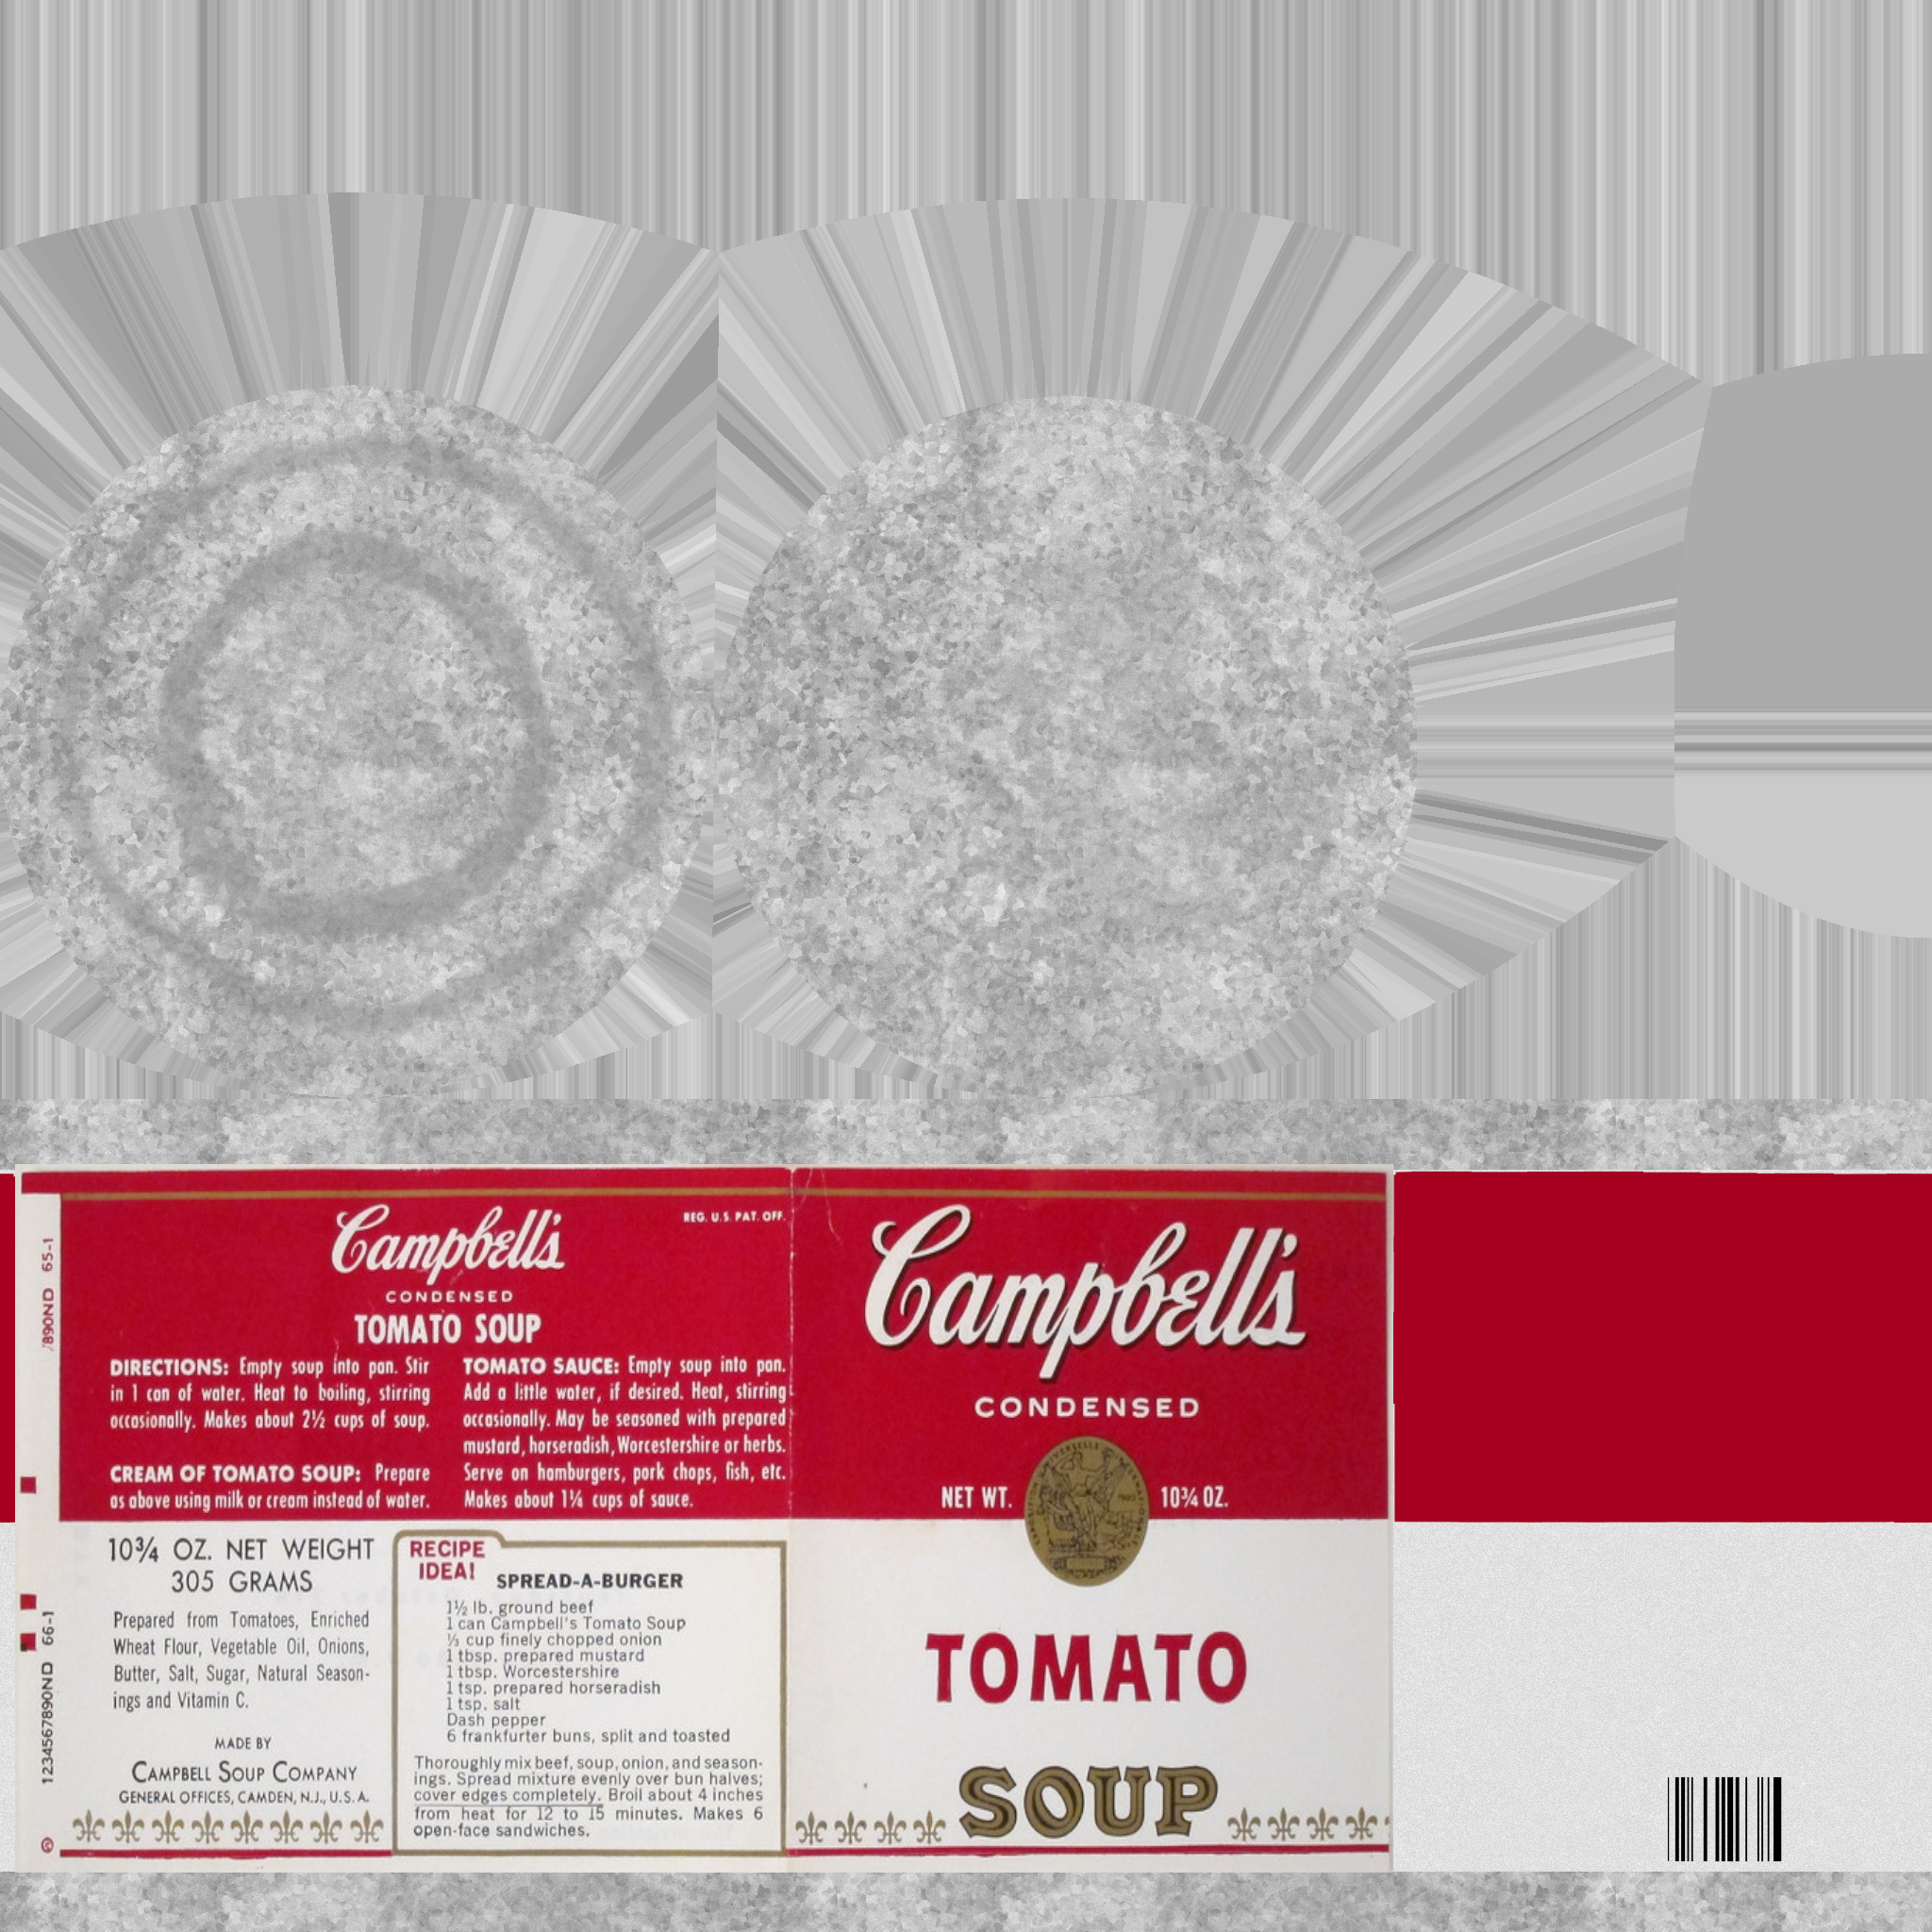 Campbell's
REG. U.S. PAT. OFF.
CONDENSED
TOMATO SOUP
DIRECTIONS: Empty soup into pan. Stir
in 1 can of water. Heat to boiling, stirring
occasionally. Makes about 2½ cups of soup.
CREAM OF TOMATO SOUP: Prepare
as above using milk or cream instead of water.
TOMATO SAUCE: Empty soup into pan.
Add a little water, if desired. Heat, stirring
occasionally. May be seasoned with prepared
mustard, horseradish, Worcestershire or herbs.
Serve on hamburgers, pork chops, fish, etc.
Makes about 1¼ cups of sauce.
10¾ OZ. NET WEIGHT
305 GRAMS
Prepared from Tomatoes, Enriched
Wheat Flour, Vegetable Oil, Onions,
Butter, Salt, Sugar, Natural Season-
ings and Vitamin C.
MADE BY
CAMPBELL SOUP COMPANY
GENERAL OFFICES, CAMDEN, N.J., U.S.A.
RECIPE
IDEA!
SPREAD-A-BURGER
1½ lb. ground beef
1 can Campbell's Tomato Soup
⅓ cup finely chopped onion
1 tbsp. prepared mustard
1 tbsp. Worcestershire
1 tsp. prepared horseradish
1 tsp. salt
Dash pepper
6 frankfurter buns, split and toasted
Thoroughly mix beef, soup, onion, and season-
ings. Spread mixture evenly over bun halves;
cover edges completely. Broil about 4 inches
from heat for 12 to 15 minutes. Makes 6
open-face sandwiches.
Campbell's
CONDENSED
NET WT. 10¾ OZ.
TOMATO
SOUP
7890ND 65-1
©1234567890ND 66-1